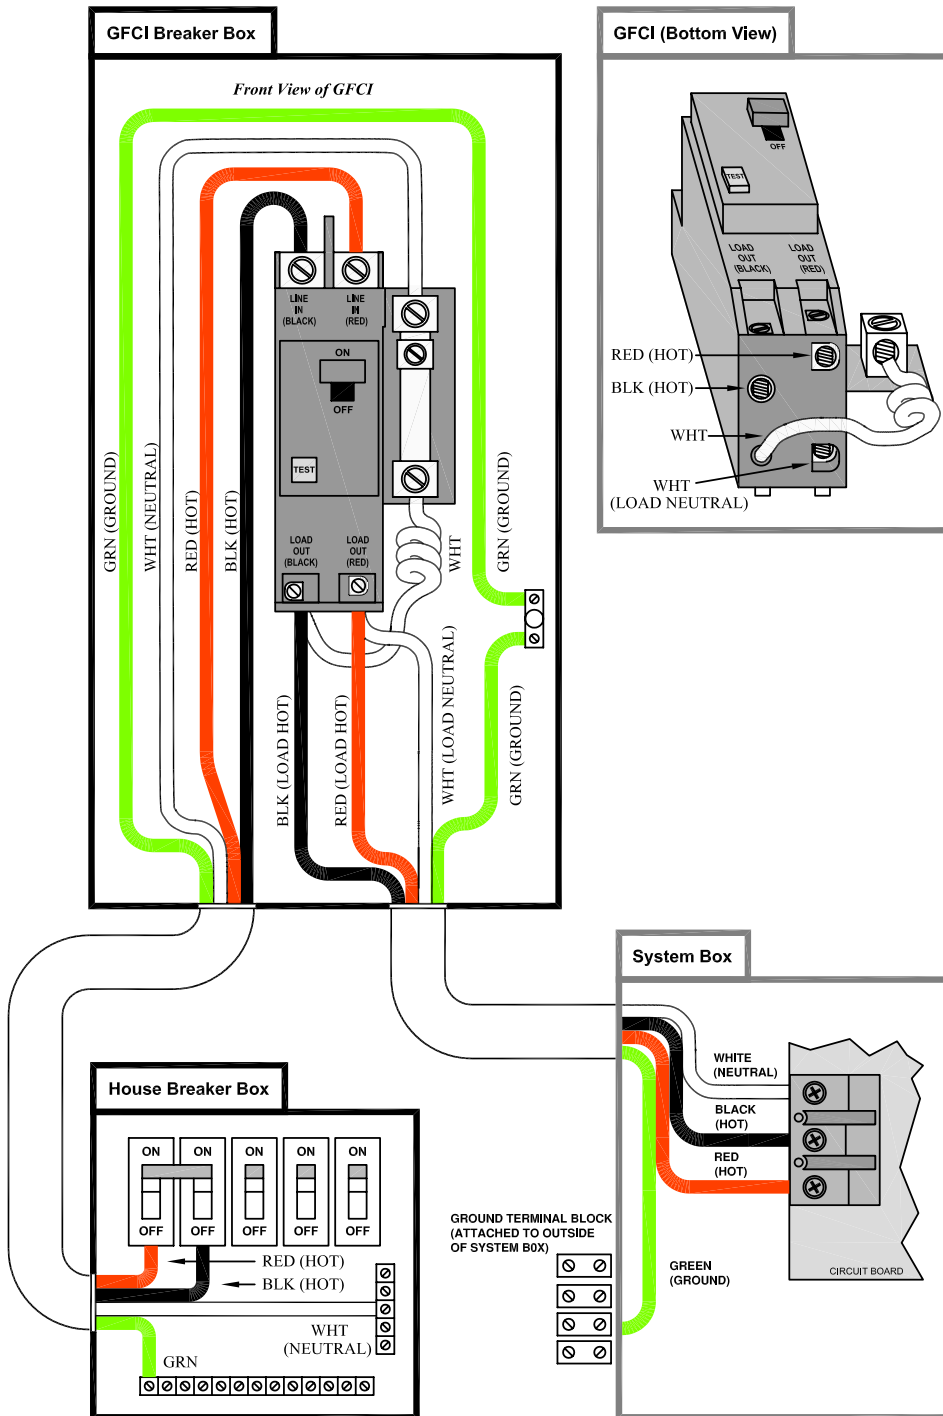 GFCI Breaker Box
Front View of GFCI
LINE
IN
(BLACK)
LINE
IN
(RED)
ON
OFF
TEST
LOAD
OUT
(BLACK)
LOAD
OUT
(RED)
GRN (GROUND)
WHT (NEUTRAL)
RED (HOT)
BLK (HOT)
WHT
GRN (GROUND)
BLK (LOAD HOT)
RED (LOAD HOT)
WHT (LOAD NEUTRAL)
GRN (GROUND)
GFCI (Bottom View)
OFF
TEST
LOAD
OUT
(BLACK)
LOAD
OUT
(RED)
RED (HOT)
BLK (HOT)
WHT
WHT
(LOAD NEUTRAL)
System Box
WHITE
(NEUTRAL)
BLACK
(HOT)
RED
(HOT)
GREEN
(GROUND)
CIRCUIT BOARD
GROUND TERMINAL BLOCK
(ATTACHED TO OUTSIDE
OF SYSTEM B0X)
House Breaker Box
ON
ON
ON
ON
ON
OFF
OFF
OFF
OFF
OFF
RED (HOT)
BLK (HOT)
WHT
(NEUTRAL)
GRN